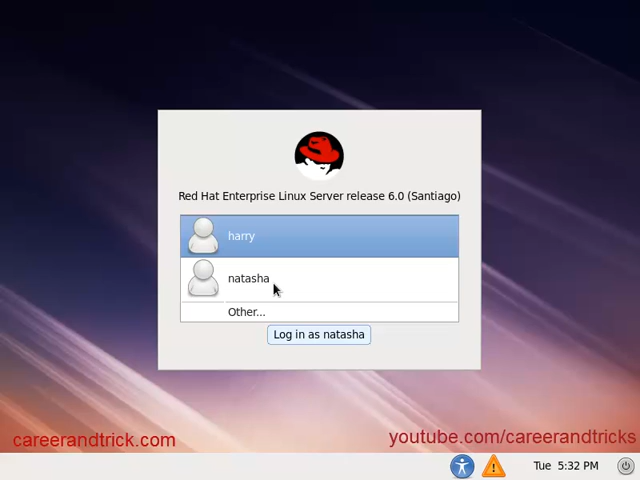 Red Hat Enterprise Linux Server release 6.0 (Santiago)
harry
natasha
Other...
Log in as natasha
careerandtrick.com
youtube.com/careerandtricks
Tue 5:32 PM